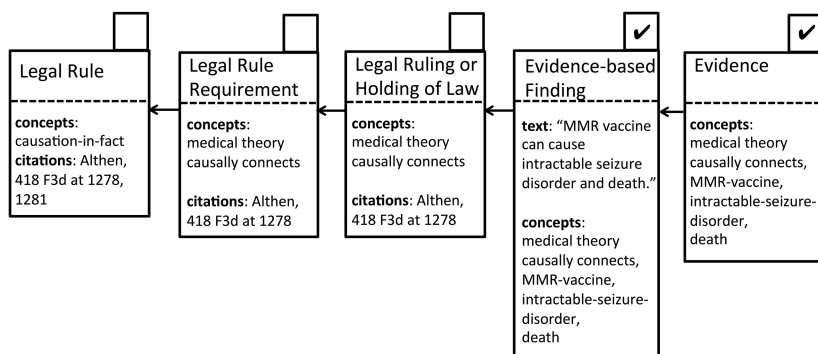 ✔
✔
Legal Rule
concepts:
causation-in-fact
citations: Althen,
418 F3d at 1278,
1281
Legal Rule
Requirement
concepts:
medical theory
causally connects
citations: Althen,
418 F3d at 1278
Legal Ruling or
Holding of Law
concepts:
medical theory
causally connects
citations: Althen,
418 F3d at 1278
Evidence-based
Finding
text: “MMR vaccine
can cause
intractable seizure
disorder and death.”
concepts:
medical theory
causally connects,
MMR-vaccine,
intractable-seizure-
disorder,
death
Evidence
concepts:
medical theory
causally connects,
MMR-vaccine,
intractable-seizure-
disorder,
death